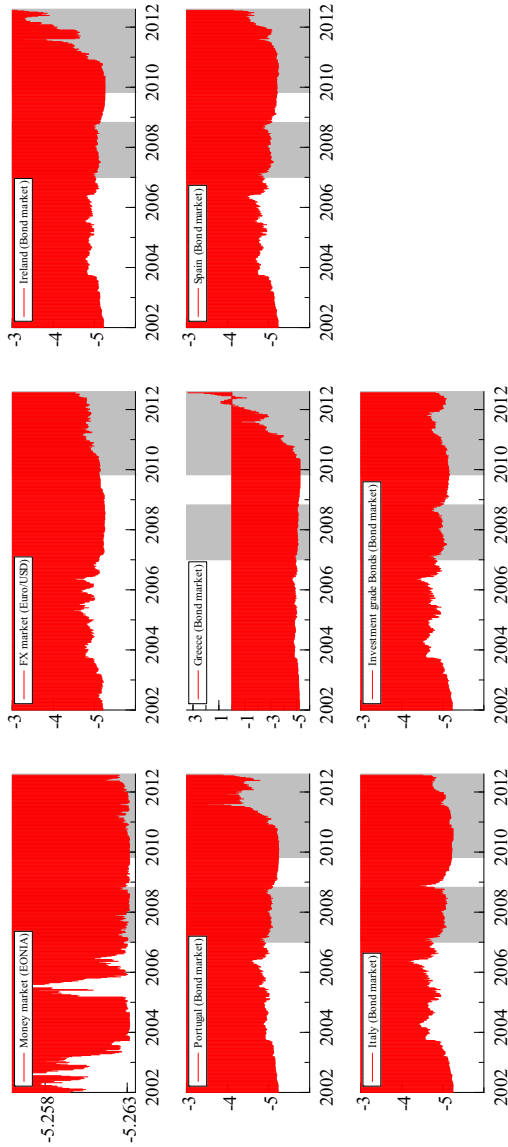 Money market (EONIA)
-5.258
-5.263
2002 2004 2006 2008 2010 2012
FX market (Euro/USD)
-3
-4
-5
2002 2004 2006 2008 2010 2012
Ireland (Bond market)
-3
-4
-5
2002 2004 2006 2008 2010 2012
Portugal (Bond market)
-3
-4
-5
2002 2004 2006 2008 2010 2012
Greece (Bond market)
3
1
-1
-3
-5
2002 2004 2006 2008 2010 2012
Spain (Bond market)
-3
-4
-5
2002 2004 2006 2008 2010 2012
Italy (Bond market)
-3
-4
-5
2002 2004 2006 2008 2010 2012
Investment grade Bonds (Bond market)
-3
-4
-5
2002 2004 2006 2008 2010 2012